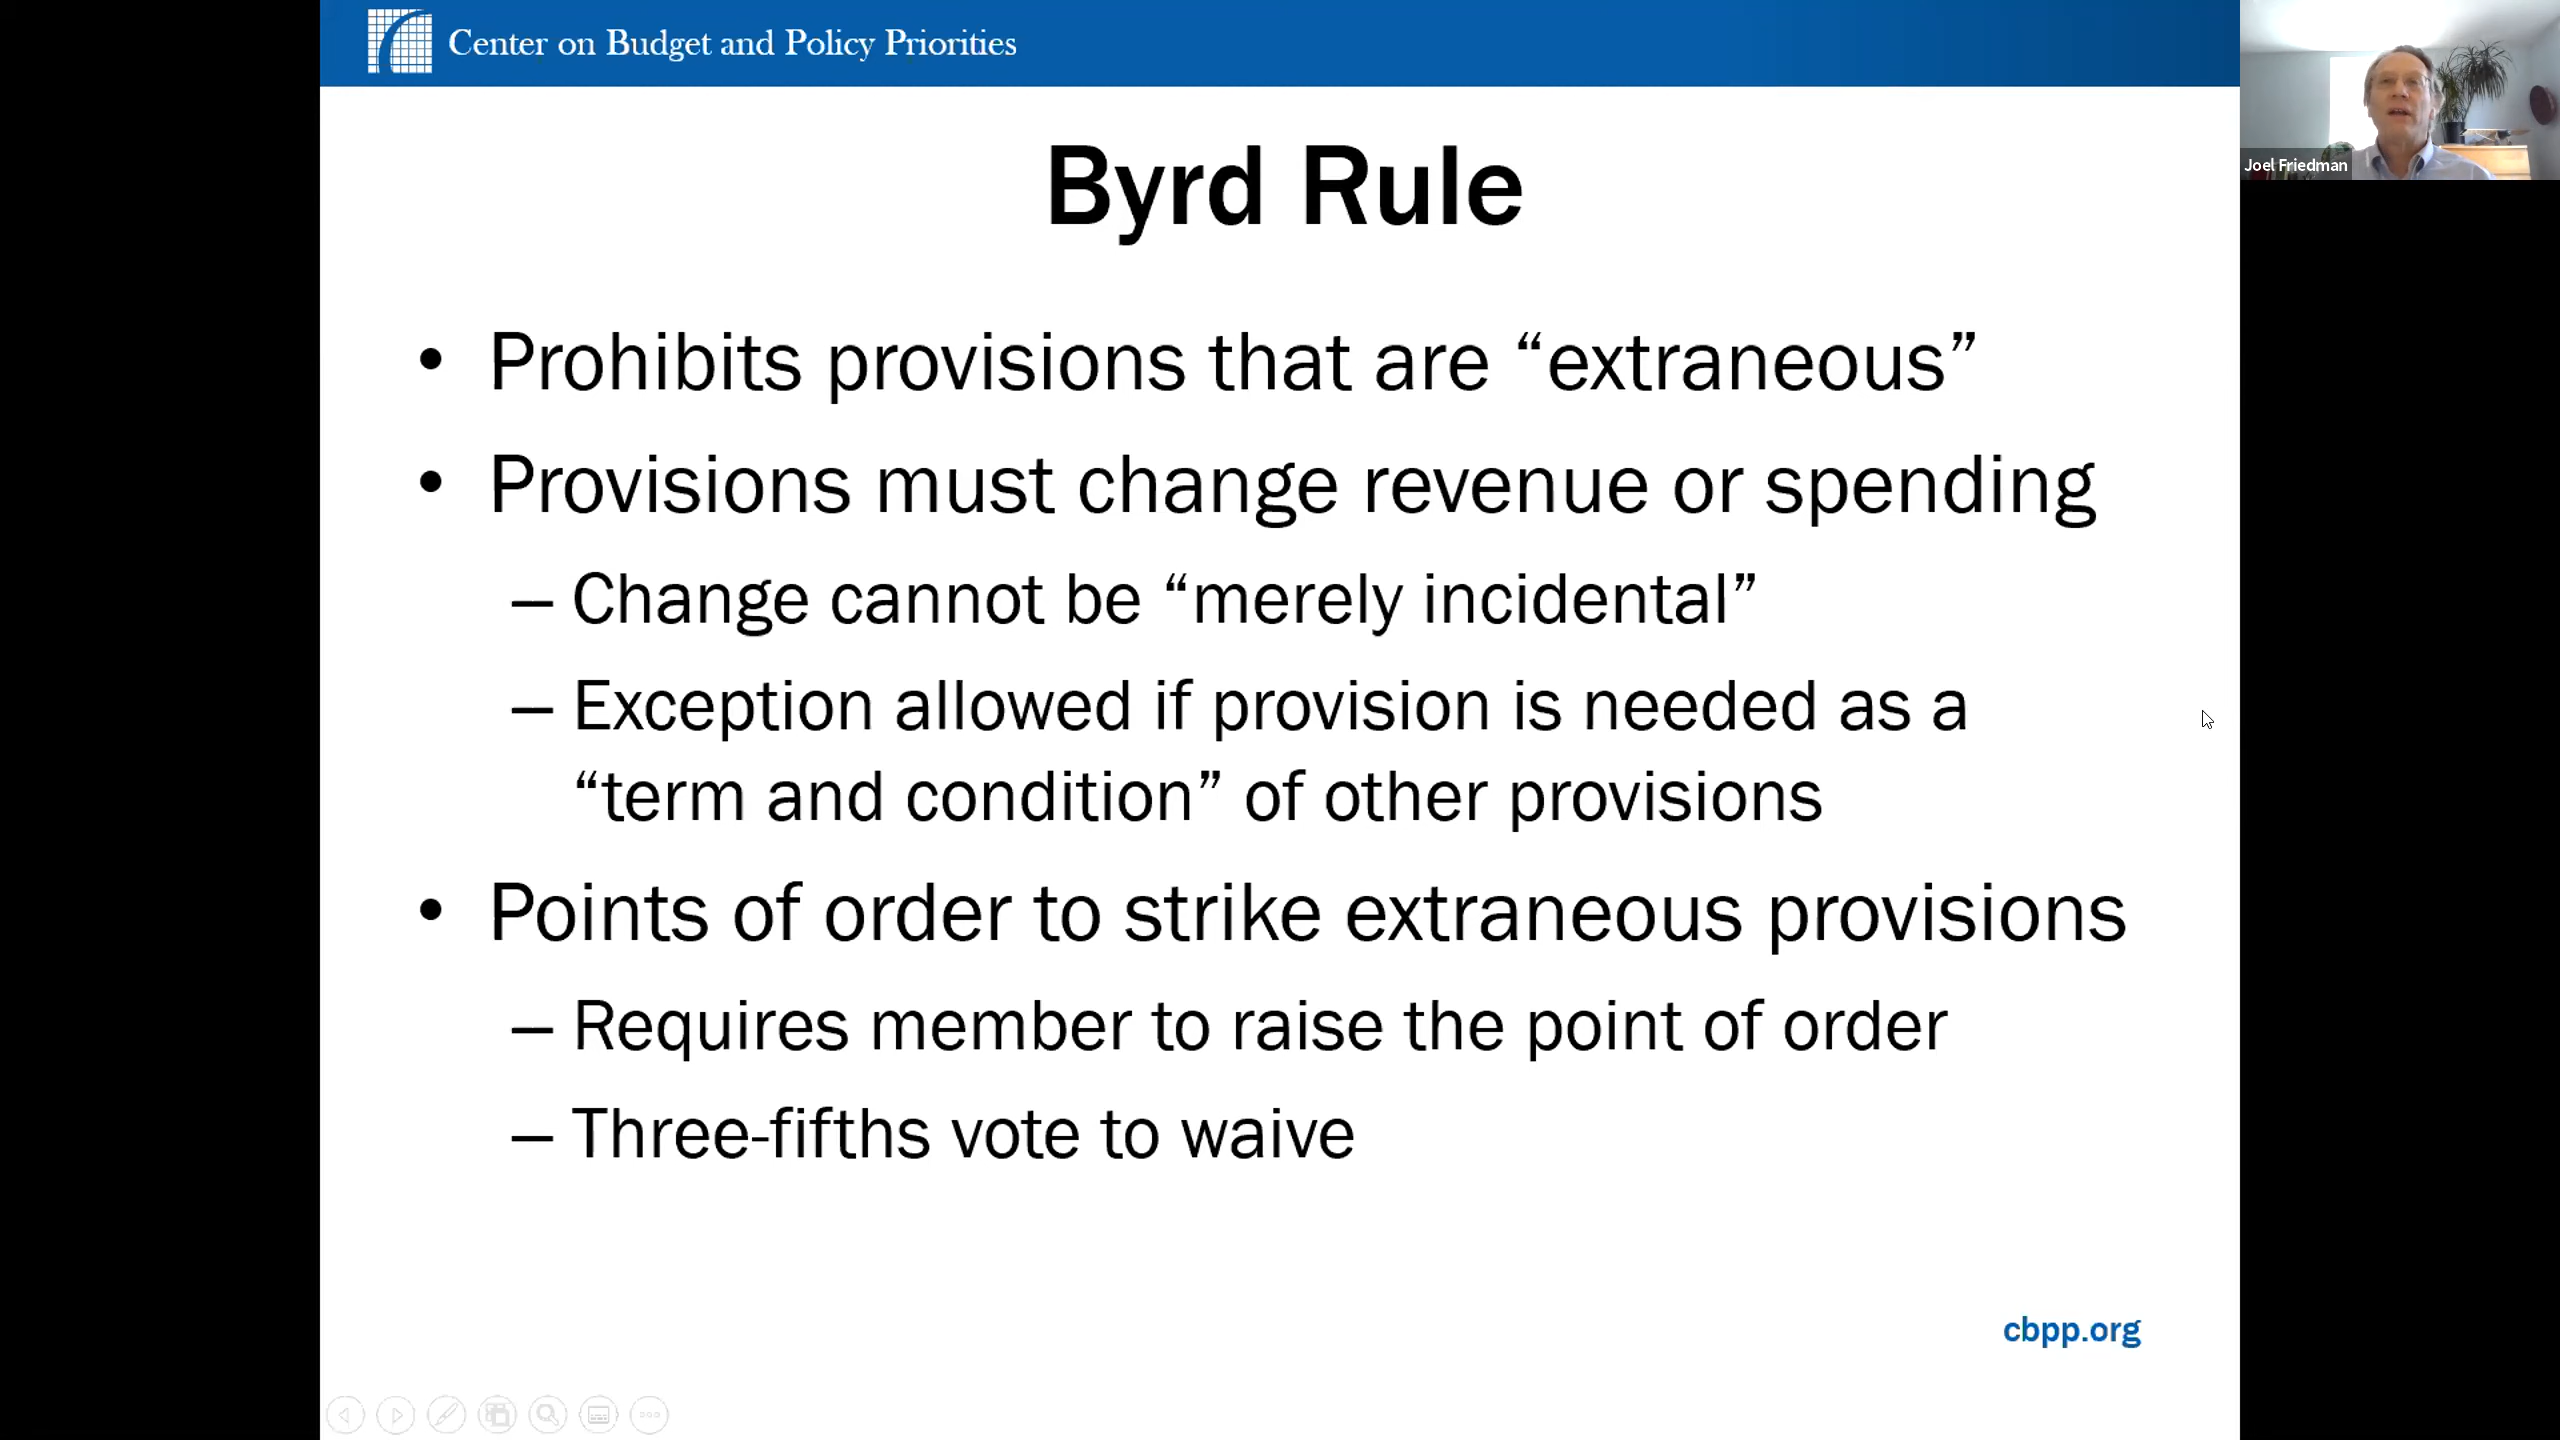 Center on Budget and Policy Priorities
Joel Friedman
Byrd Rule
• Prohibits provisions that are “extraneous”
• Provisions must change revenue or spending
– Change cannot be “merely incidental”
– Exception allowed if provision is needed as a
“term and condition” of other provisions
• Points of order to strike extraneous provisions
– Requires member to raise the point of order
– Three-fifths vote to waive
cbpp.org